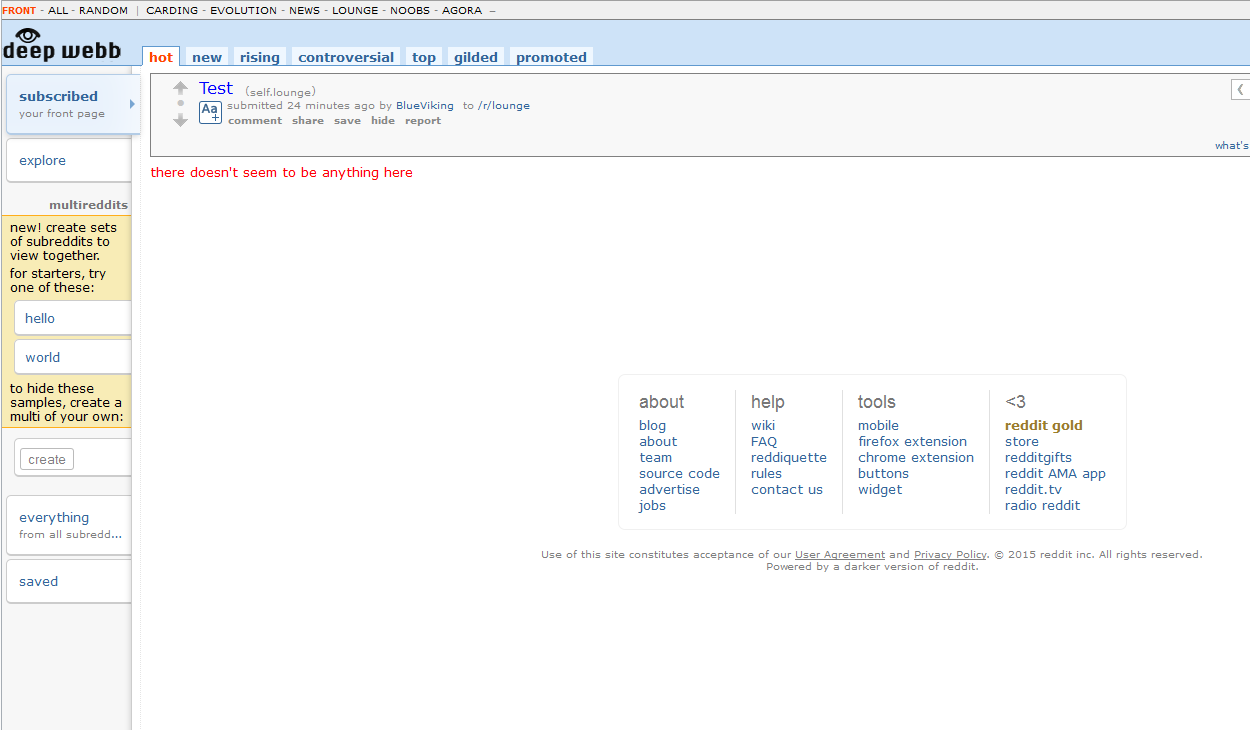 FRONT - ALL - RANDOM | CARDING - EVOLUTION - NEWS - LOUNGE - NOOBS - AGORA –
deep webb
hot new rising controversial top gilded promoted
subscribed
your front page
explore
multireddits
new! create sets
of subreddits to
view together.
for starters, try
one of these:
hello
world
to hide these
samples, create a
multi of your own:
create
everything
from all subredd...
saved
Test (self.lounge)
Aa+
submitted 24 minutes ago by BlueViking to /r/lounge
comment share save hide report
what's
there doesn't seem to be anything here
about
blog
about
team
source code
advertise
jobs
help
wiki
FAQ
reddiquette
rules
contact us
tools
mobile
firefox extension
chrome extension
buttons
widget
<3
reddit gold
store
redditgifts
reddit AMA app
reddit.tv
radio reddit
Use of this site constitutes acceptance of our User Agreement and Privacy Policy. © 2015 reddit inc. All rights reserved.
Powered by a darker version of reddit.